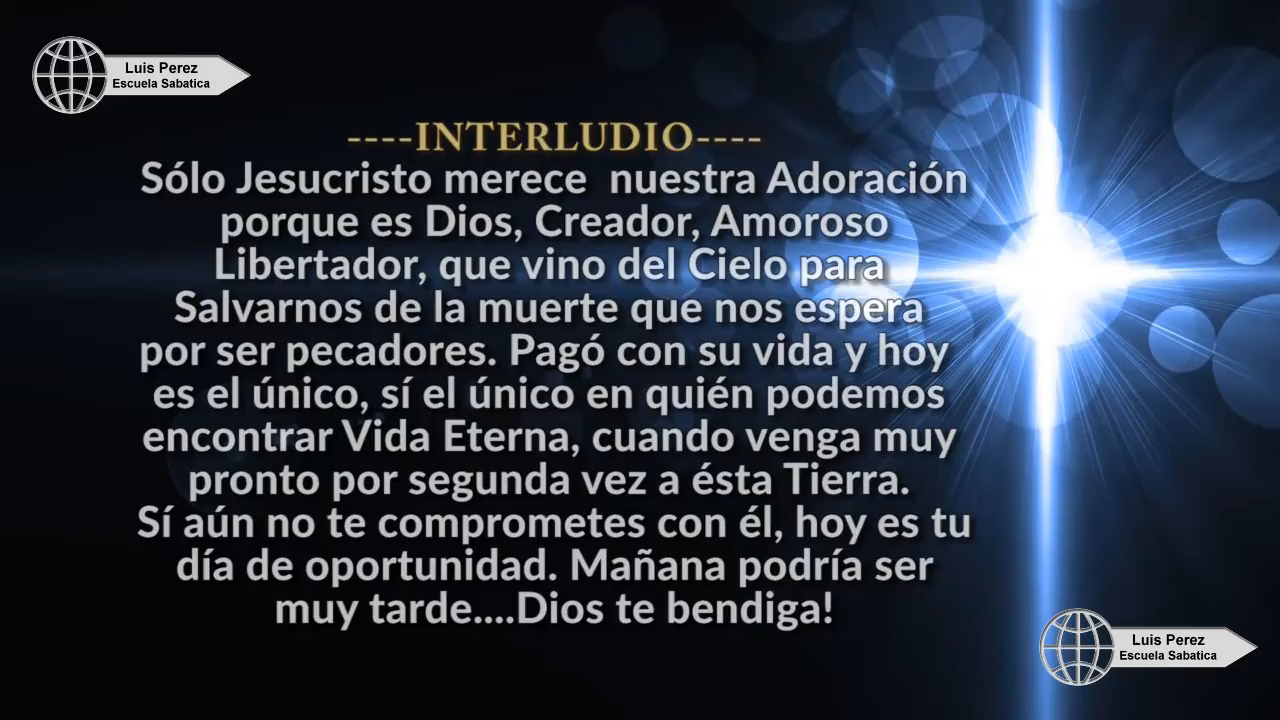 Luis Perez
Escuela Sabatica
----INTERLUDIO----
Sólo Jesucristo merece  nuestra Adoración
porque es Dios, Creador, Amoroso
Libertador, que vino del Cielo para
Salvarnos de la muerte que nos espera
por ser pecadores. Pagó con su vida y hoy
es el único, sí el único en quién podemos
encontrar Vida Eterna, cuando venga muy
pronto por segunda vez a ésta Tierra.
Sí aún no te comprometes con él, hoy es tu
día de oportunidad. Mañana podría ser
muy tarde....Dios te bendiga!
Luis Perez
Escuela Sabatica